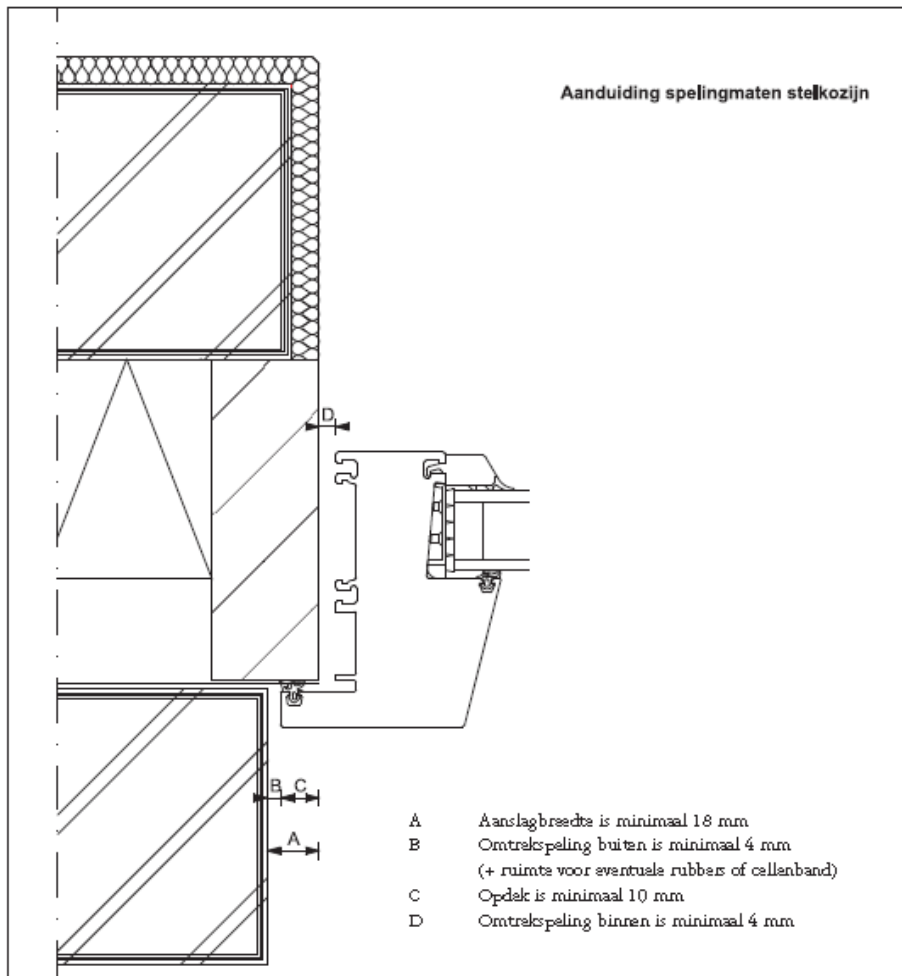 Aanduiding spelingmaten stelkozijn
D
B C
A
A Aanslagbreedte is minimaal 18 mm
B Omtrekspeling buiten is minimaal 4 mm
(+ ruimte voor eventuele rubbers of cellenband)
C Opdek is minimaal 10 mm
D Omtrekspeling binnen is minimaal 4 mm